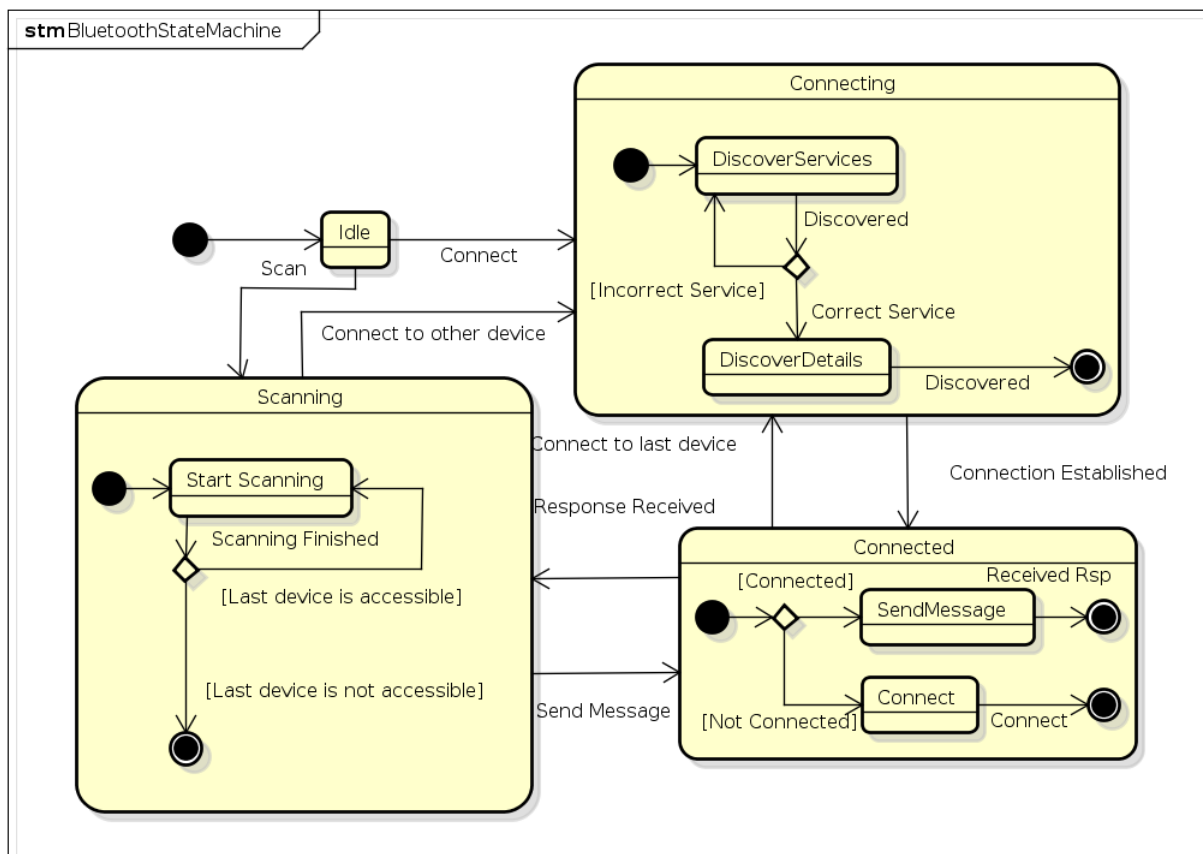 stm BluetoothStateMachine
Connecting
DiscoverServices
Discovered
Idle
Scan
Connect
[Incorrect Service]
Correct Service
Connect to other device
DiscoverDetails
Discovered
Scanning
Connect to last device
Connection Established
Start Scanning
Response Received
Scanning Finished
Connected
[Connected]
Received Rsp
[Last device is accessible]
SendMessage
[Last device is not accessible]
Send Message
Connect
[Not Connected]
Connect